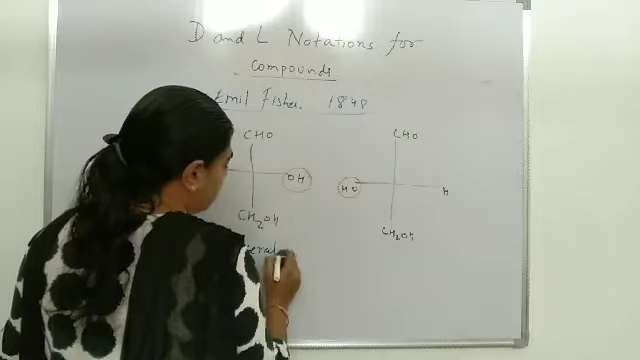 D and L Notations for
Compounds
Emil Fisher. 1848
CHO CHO
OH HO H
CH2OH CH2OH